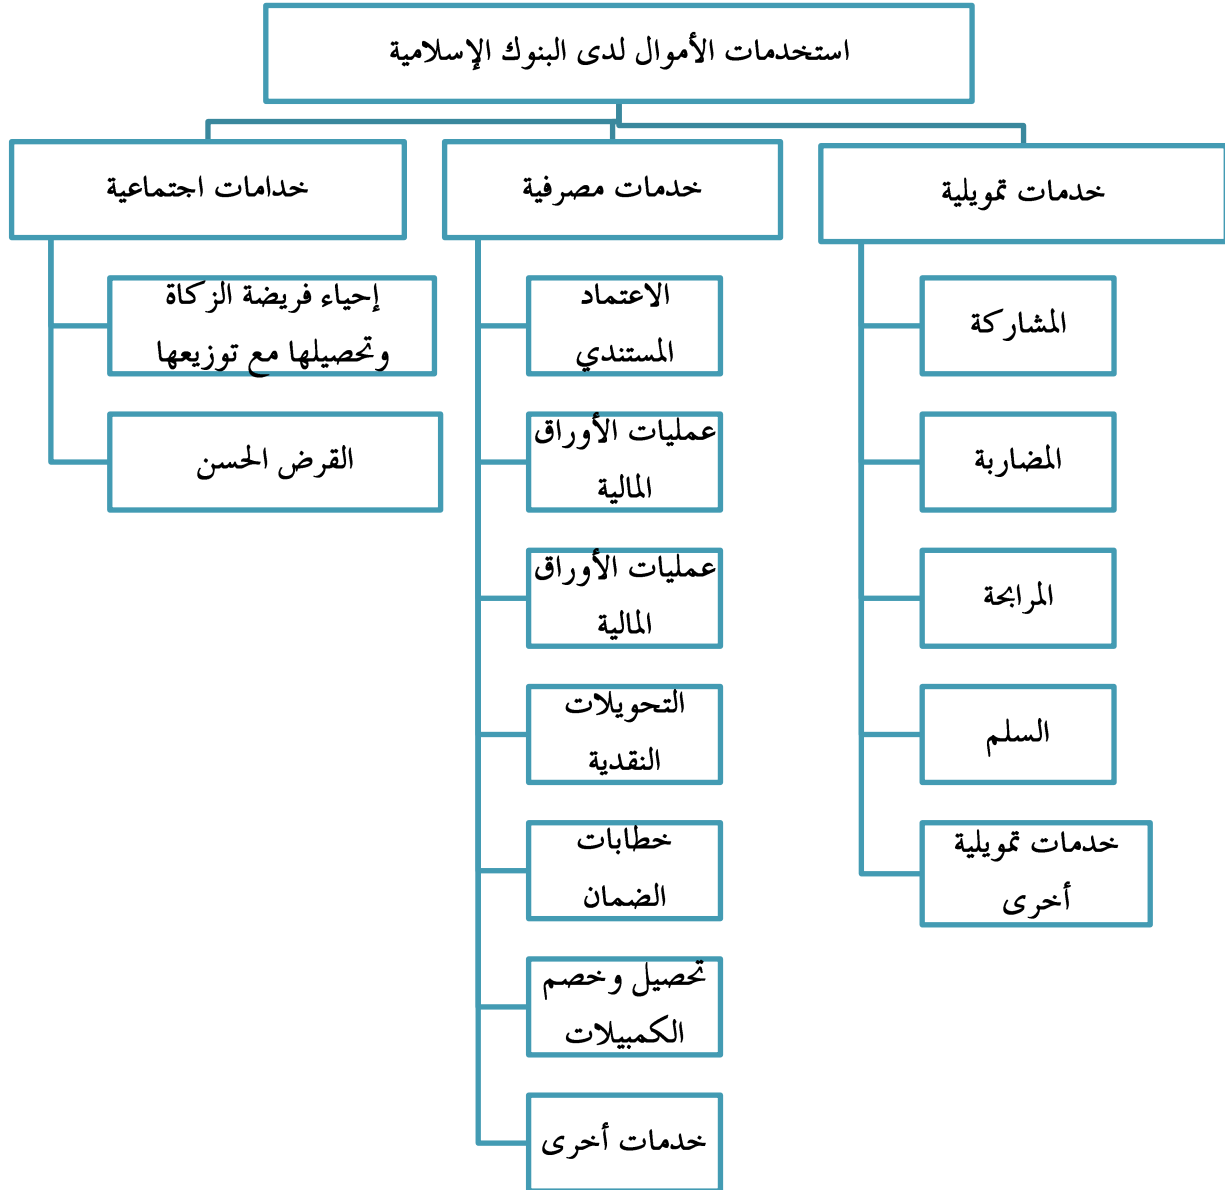 استخدمات الأموال لدى البنوك الإسلامية
خدمات تمويلية
المشاركة
المضاربة
المرابحة
السلم
خدمات تمويلية
أخرى
خدمات مصرفية
الاعتماد
المستندي
عمليات الأوراق
المالية
عمليات الأوراق
المالية
التحويلات
النقدية
خطابات
الضمان
تحصيل وخصم
الكمبيلات
خدمات أخرى
خدامات اجتماعية
إحياء فريضة الزكاة
وتحصيلها مع توزيعها
القرض الحسن